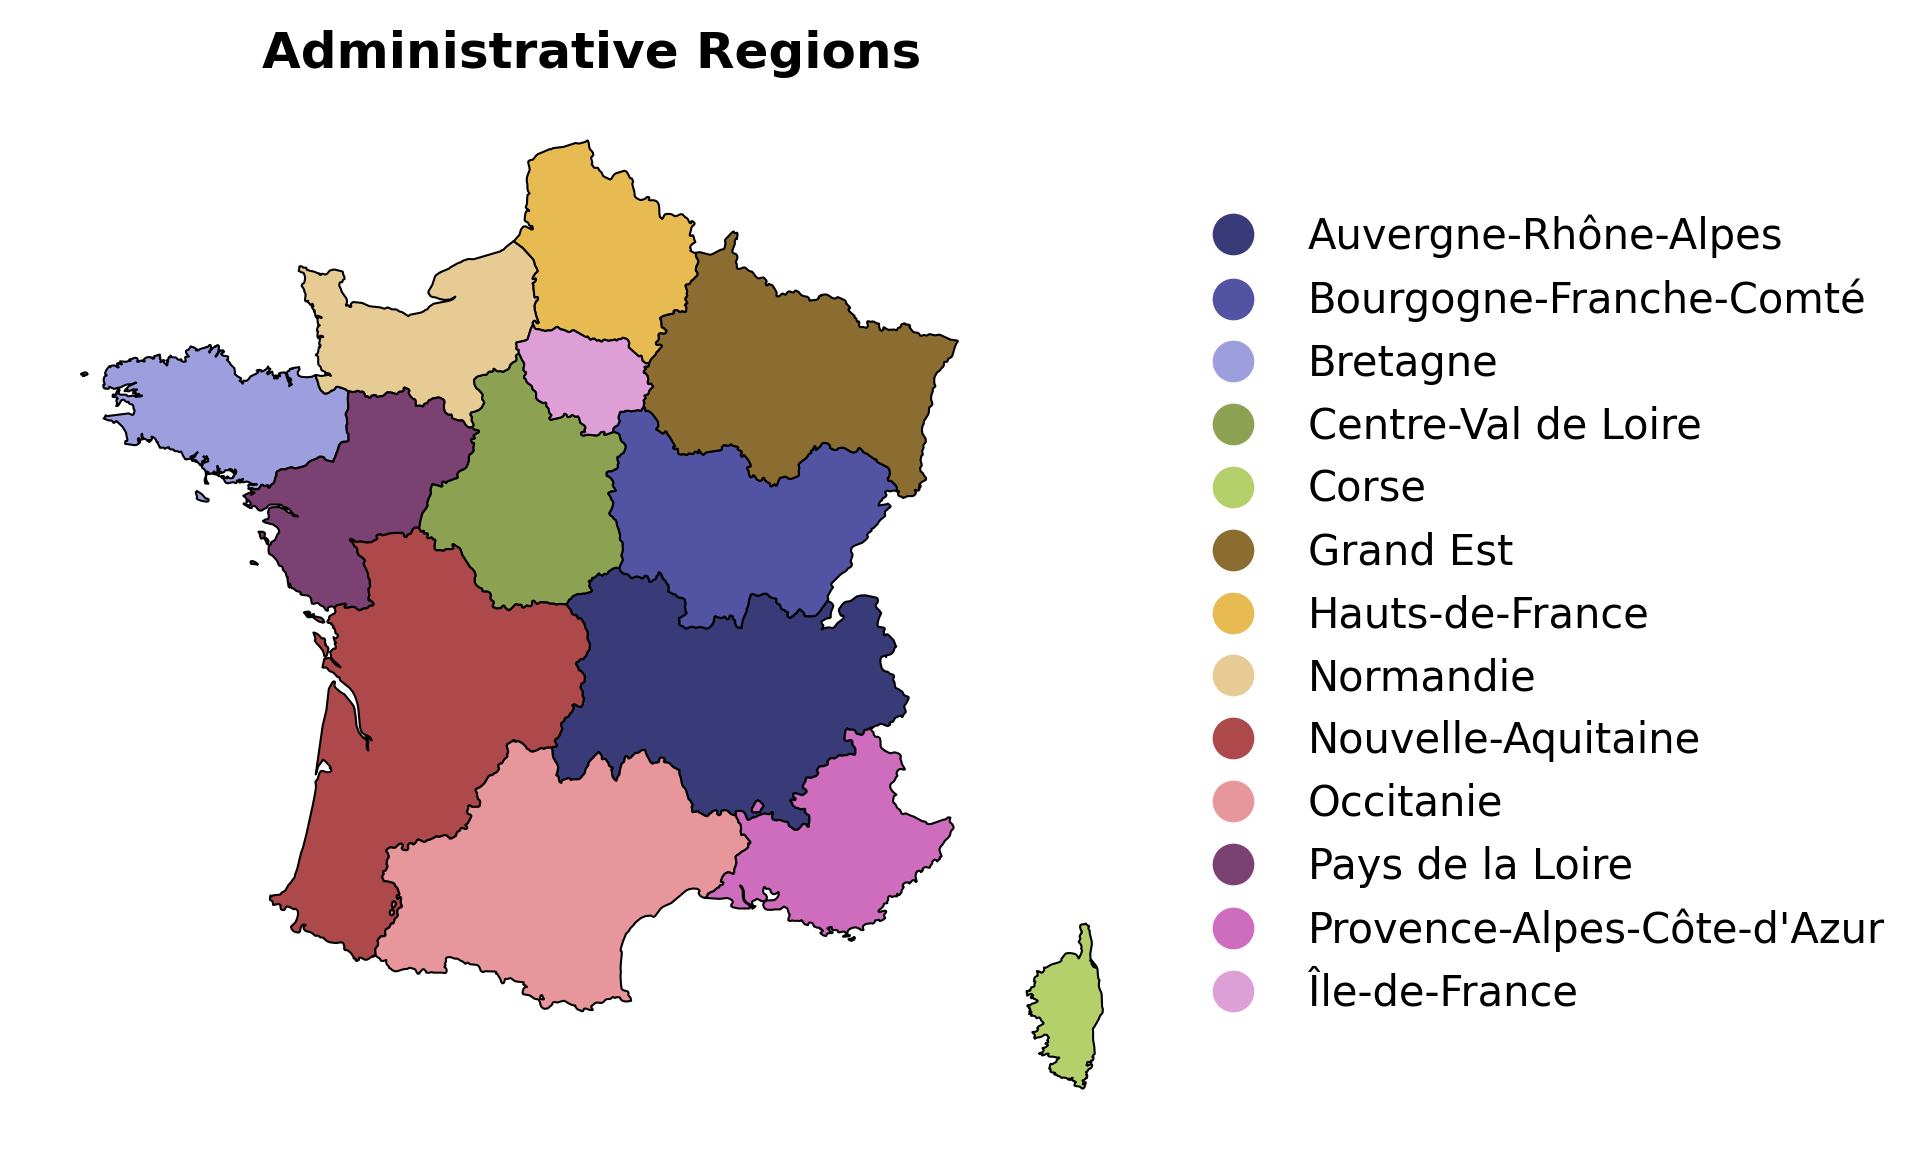 Administrative Regions
Auvergne-Rhône-Alpes
Bourgogne-Franche-Comté
Bretagne
Centre-Val de Loire
Corse
Grand Est
Hauts-de-France
Normandie
Nouvelle-Aquitaine
Occitanie
Pays de la Loire
Provence-Alpes-Côte-d'Azur
Île-de-France